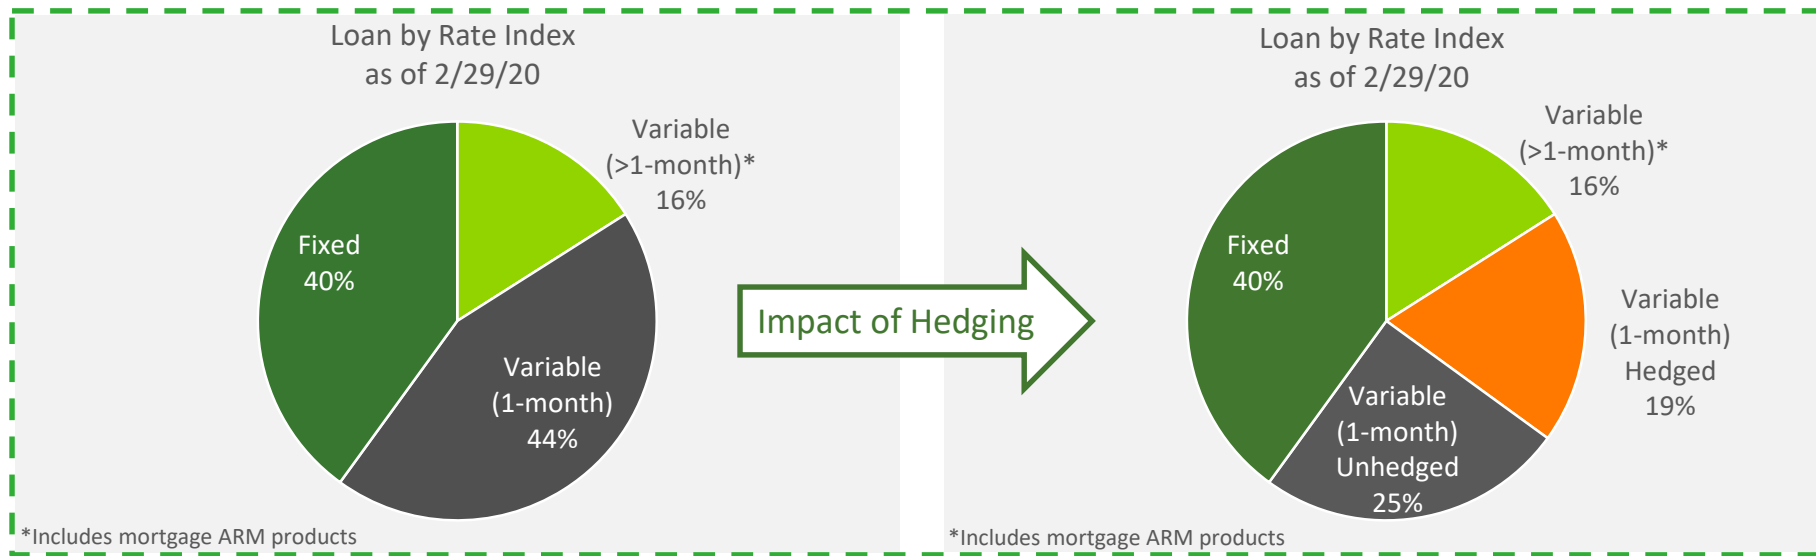 Loan by Rate Index
as of 2/29/20
Variable
(>1-month)*
16%
Fixed
40%
Variable
(1-month)
44%
*Includes mortgage ARM products
Impact of Hedging
Loan by Rate Index
as of 2/29/20
Variable
(>1-month)*
16%
Fixed
40%
Variable
(1-month)
Hedged
19%
Variable
(1-month)
Unhedged
25%
*Includes mortgage ARM products